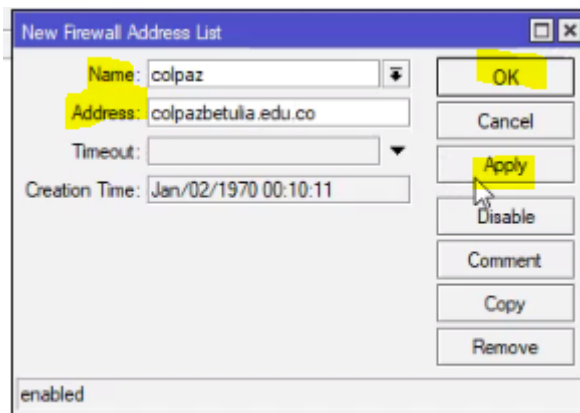 New Firewall Address List
Name: colpaz
Address: colpazbetulia.edu.co
Timeout:
Creation Time: Jan/02/1970 00:10:11
OK
Cancel
Apply
Disable
Comment
Copy
Remove
enabled